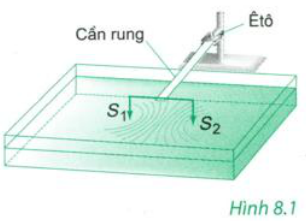 Êtô
Cần rung
S1
S2
Hình 8.1